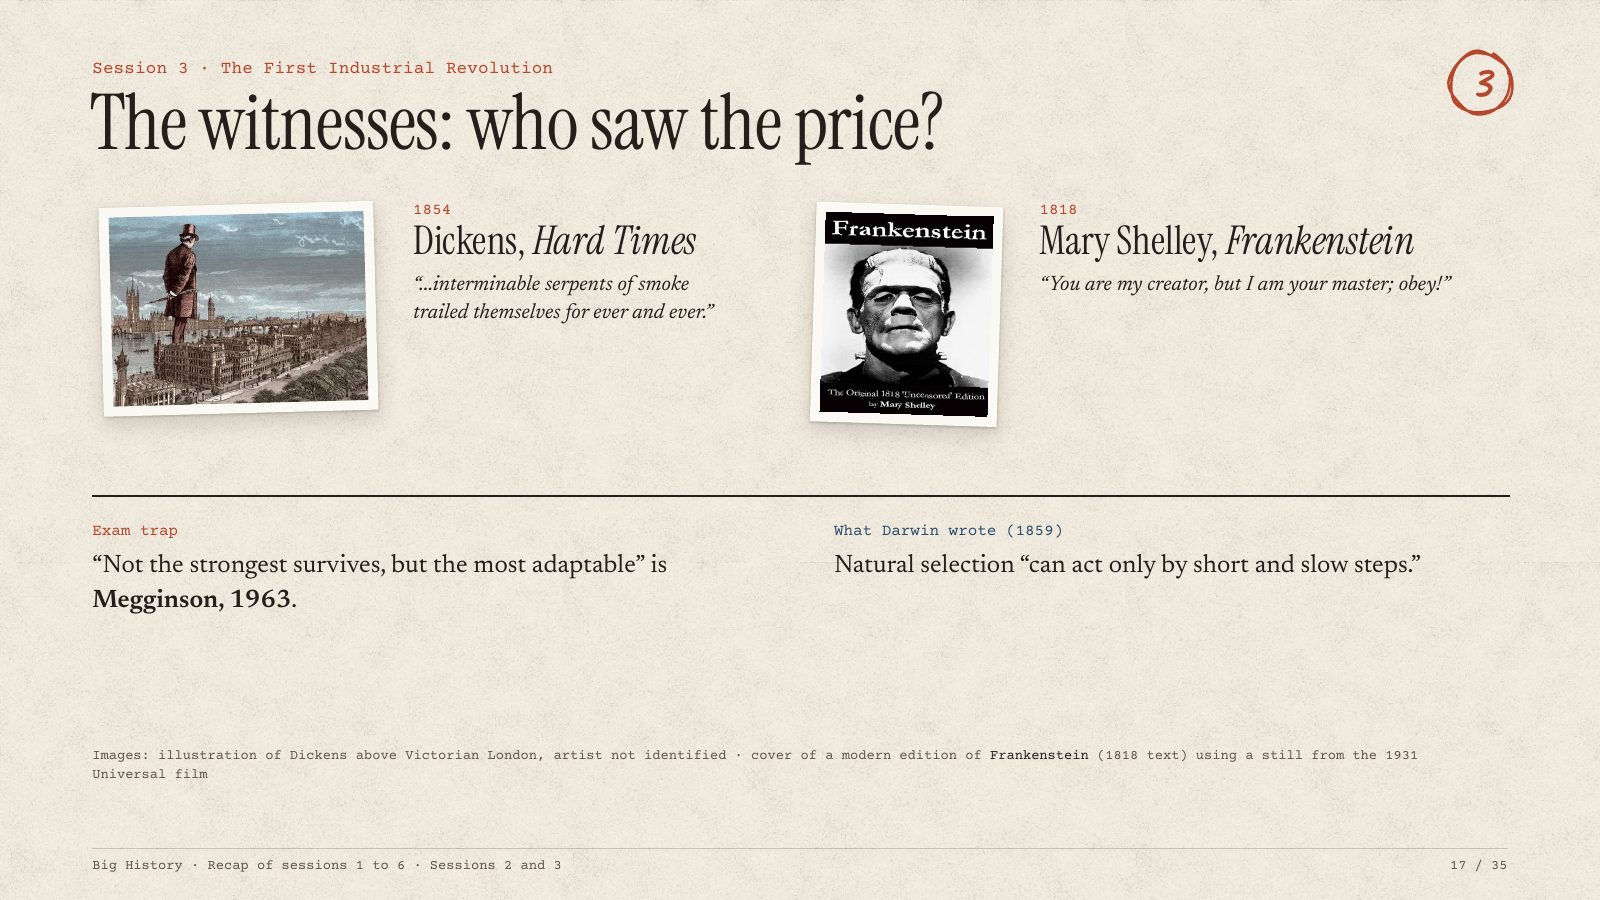 Session 3 · The First Industrial Revolution
3
The witnesses: who saw the price?
1854
Dickens, Hard Times
“…interminable serpents of smoke
trailed themselves for ever and ever.”
Frankenstein
The Original 1818 'Uncensored' Edition
by Mary Shelley
1818
Mary Shelley, Frankenstein
“You are my creator, but I am your master; obey!”
Exam trap
“Not the strongest survives, but the most adaptable” is
Megginson, 1963.
What Darwin wrote (1859)
Natural selection “can act only by short and slow steps.”
Images: illustration of Dickens above Victorian London, artist not identified · cover of a modern edition of Frankenstein (1818 text) using a still from the 1931
Universal film
Big History · Recap of sessions 1 to 6 · Sessions 2 and 3
17 / 35